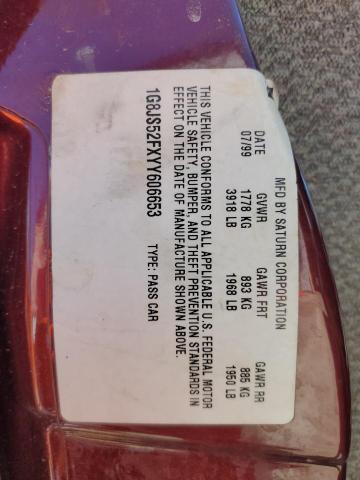 MFD BY SATURN CORPORATION
DATE GVWR GAWR FRT GAWR RR
07/99 1778 KG 893 KG 885 KG
3918 LB 1968 LB 1950 LB
THIS VEHICLE CONFORMS TO ALL APPLICABLE U.S. FEDERAL MOTOR
VEHICLE SAFETY, BUMPER, AND THEFT PREVENTION STANDARDS IN
EFFECT ON THE DATE OF MANUFACTURE SHOWN ABOVE.
1G8JS52FXYY606653 TYPE: PASS CAR